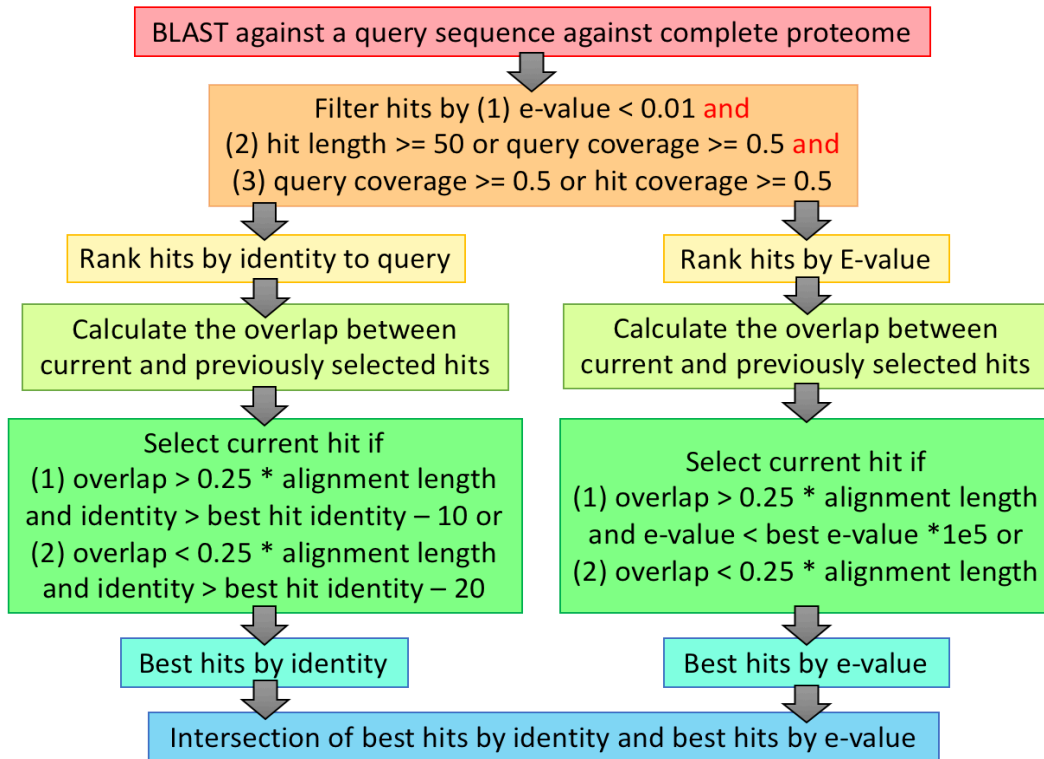 BLAST against a query sequence against complete proteome
Filter hits by (1) e-value < 0.01 and
(2) hit length >= 50 or query coverage >= 0.5 and
(3) query coverage >= 0.5 or hit coverage >= 0.5
Rank hits by identity to query
Calculate the overlap between
current and previously selected hits
Select current hit if
(1) overlap > 0.25 * alignment length
and identity > best hit identity – 10 or
(2) overlap < 0.25 * alignment length
and identity > best hit identity – 20
Best hits by identity
Rank hits by E-value
Calculate the overlap between
current and previously selected hits
Select current hit if
(1) overlap > 0.25 * alignment length
and e-value < best e-value *1e5 or
(2) overlap < 0.25 * alignment length
Best hits by e-value
Intersection of best hits by identity and best hits by e-value